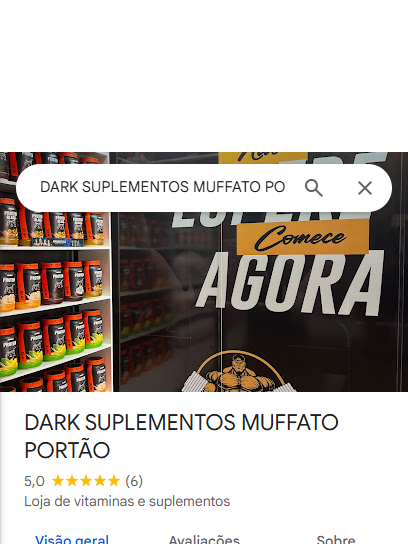 DARK SUPLEMENTOS MUFFATO PO
ESPERE
Comece
AGORA
DARK SUPLEMENTOS MUFFATO
PORTÃO
5,0 ★★★★★ (6)
Loja de vitaminas e suplementos
Visão geral Avaliações Sobre